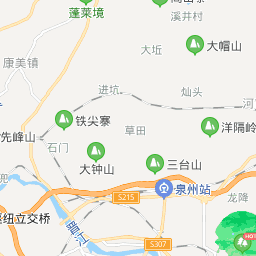 蓬莱境
溪井村
大坵
大帽山
康美镇
进坑
灿头
铁尖寨
草田
洋隔岭
先峰山
石门
大钟山
三台山
泉州站
S215
龙降
纽立交桥
晋江
S307